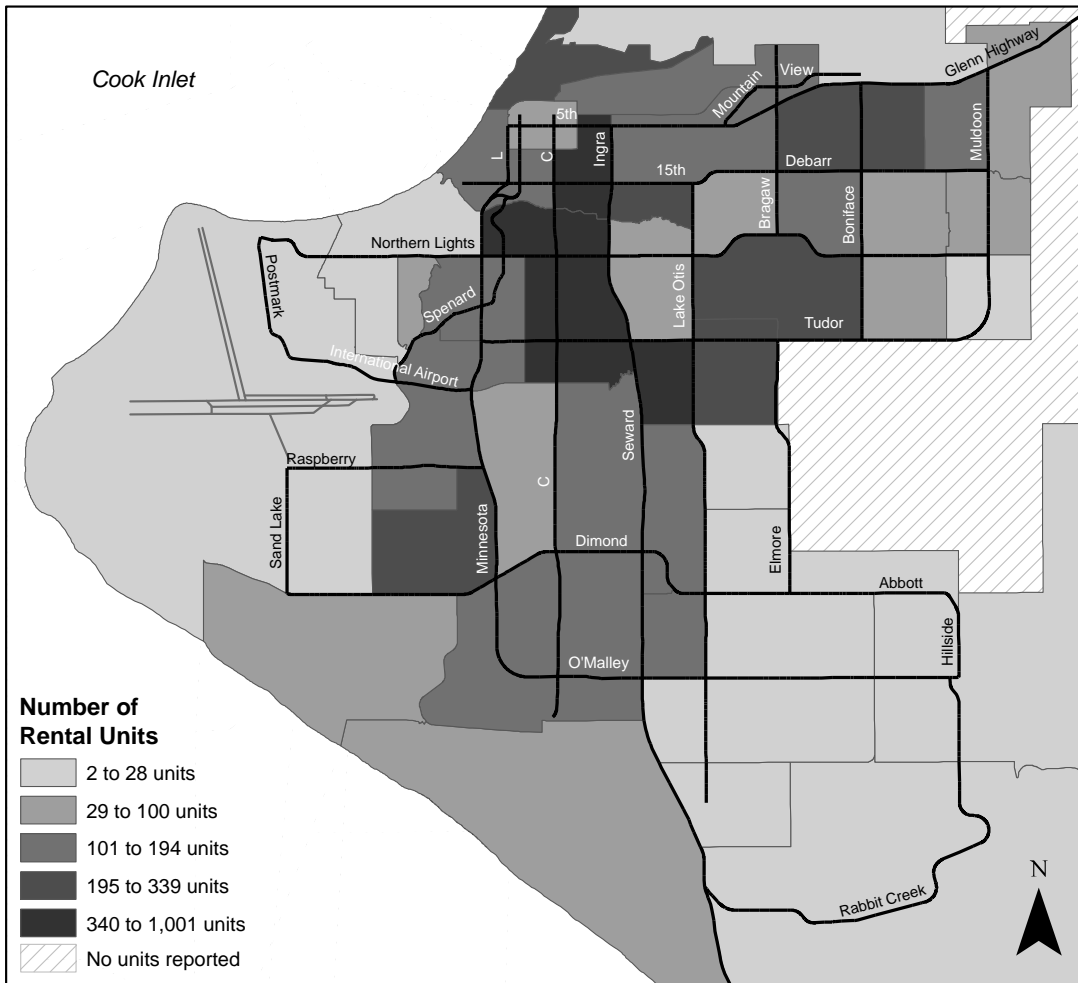 Cook Inlet
Glenn Highway
View
Mountain
5th
L
C
Ingra
Muldoon
15th
Debarr
Bragaw
Boniface
Northern Lights
Postmark
Spenard
Lake Otis
Tudor
International Airport
Seward
Raspberry
C
Sand Lake
Minnesota
Dimond
Elmore
Abbott
Hillside
O'Malley
Rabbit Creek
N
Number of
Rental Units
2 to 28 units
29 to 100 units
101 to 194 units
195 to 339 units
340 to 1,001 units
No units reported